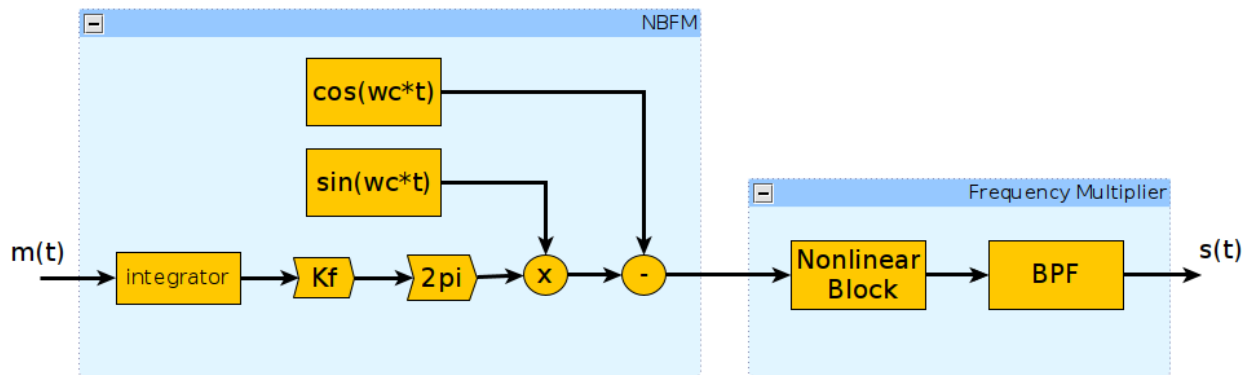 NBFM
cos(wc*t)
sin(wc*t)
Frequency Multiplier
m(t)
integrator
Kf
2pi
x
-
Nonlinear
Block
BPF
s(t)